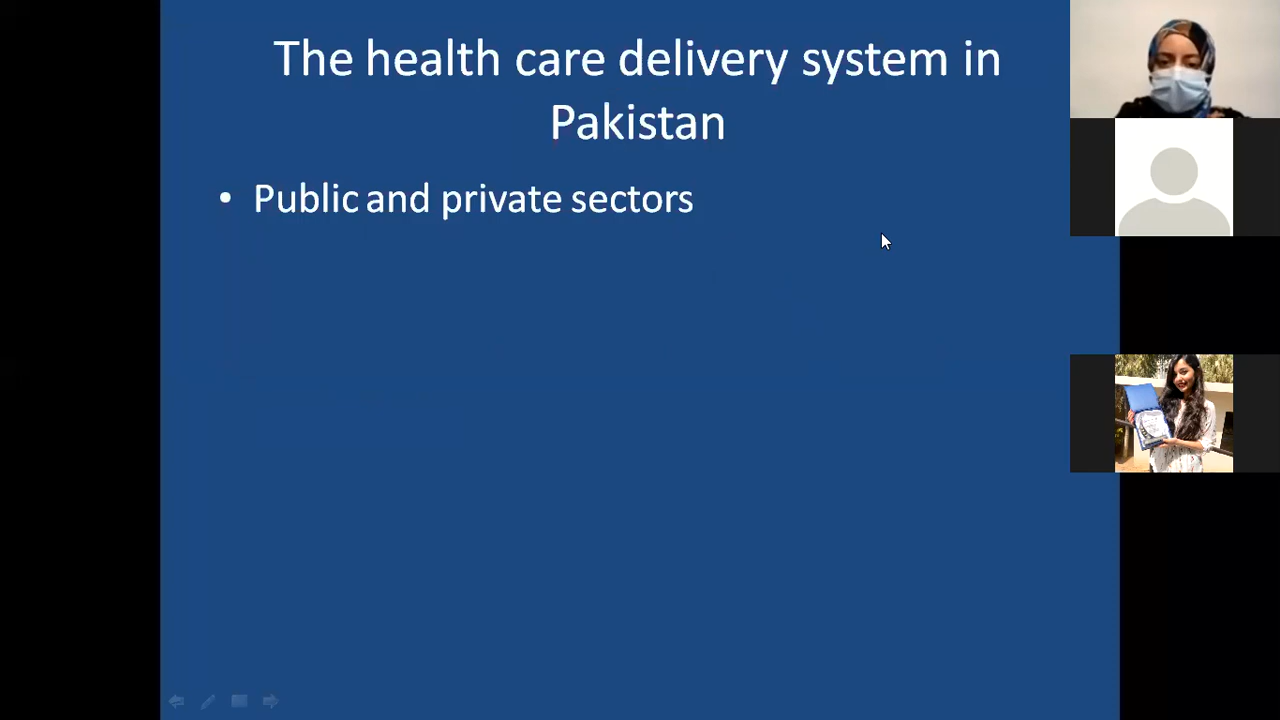 The health care delivery system in
Pakistan
• Public and private sectors